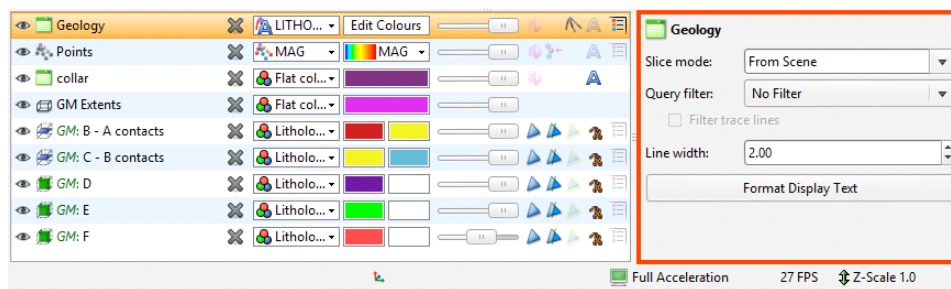 Geology LITHO... Edit Colours
Points MAG MAG
collar Flat col...
GM Extents Flat col...
GM: B - A contacts Litholo...
GM: C - B contacts Litholo...
GM: D Litholo...
GM: E Litholo...
GM: F Litholo...
Geology
Slice mode: From Scene
Query filter: No Filter
Filter trace lines
Line width: 2.00
Format Display Text
Full Acceleration 27 FPS Z-Scale 1.0